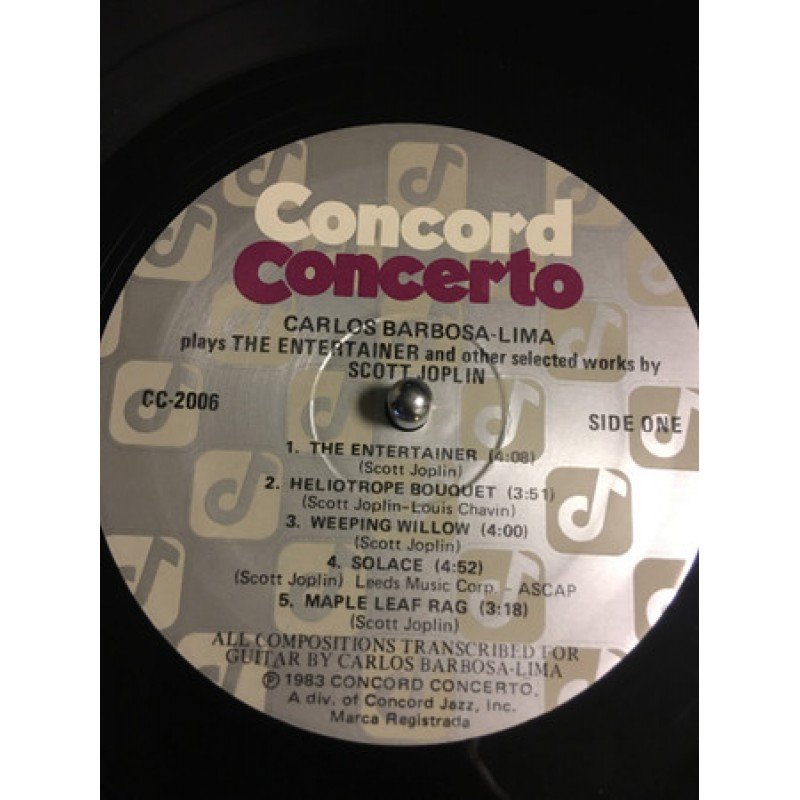 Concord
Concerto
CARLOS BARBOSA-LIMA
plays THE ENTERTAINER and other selected works by
SCOTT JOPLIN
CC-2006
SIDE ONE
1. THE ENTERTAINER (4:08)
(Scott Joplin)
2. HELIOTROPE BOUQUET (3:51)
(Scott Joplin-Louis Chavin)
3. WEEPING WILLOW (4:00)
(Scott Joplin)
4. SOLACE (4:52)
(Scott Joplin) Leeds Music Corp. - ASCAP
5. MAPLE LEAF RAG (3:18)
(Scott Joplin)
ALL COMPOSITIONS TRANSCRIBED FOR
GUITAR BY CARLOS BARBOSA-LIMA
℗ 1983 CONCORD CONCERTO.
A div. of Concord Jazz, Inc.
Marca Registrada